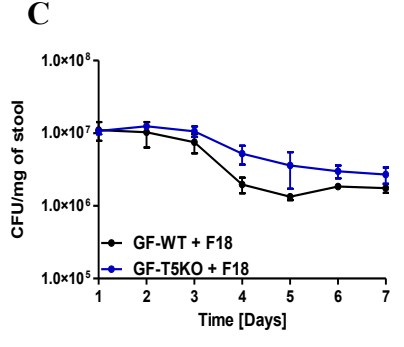 C
CFU/mg of stool
1.0×10⁸
1.0×10⁷
1.0×10⁶
1.0×10⁵
GF-WT + F18
GF-T5KO + F18
1 2 3 4 5 6 7
Time [Days]